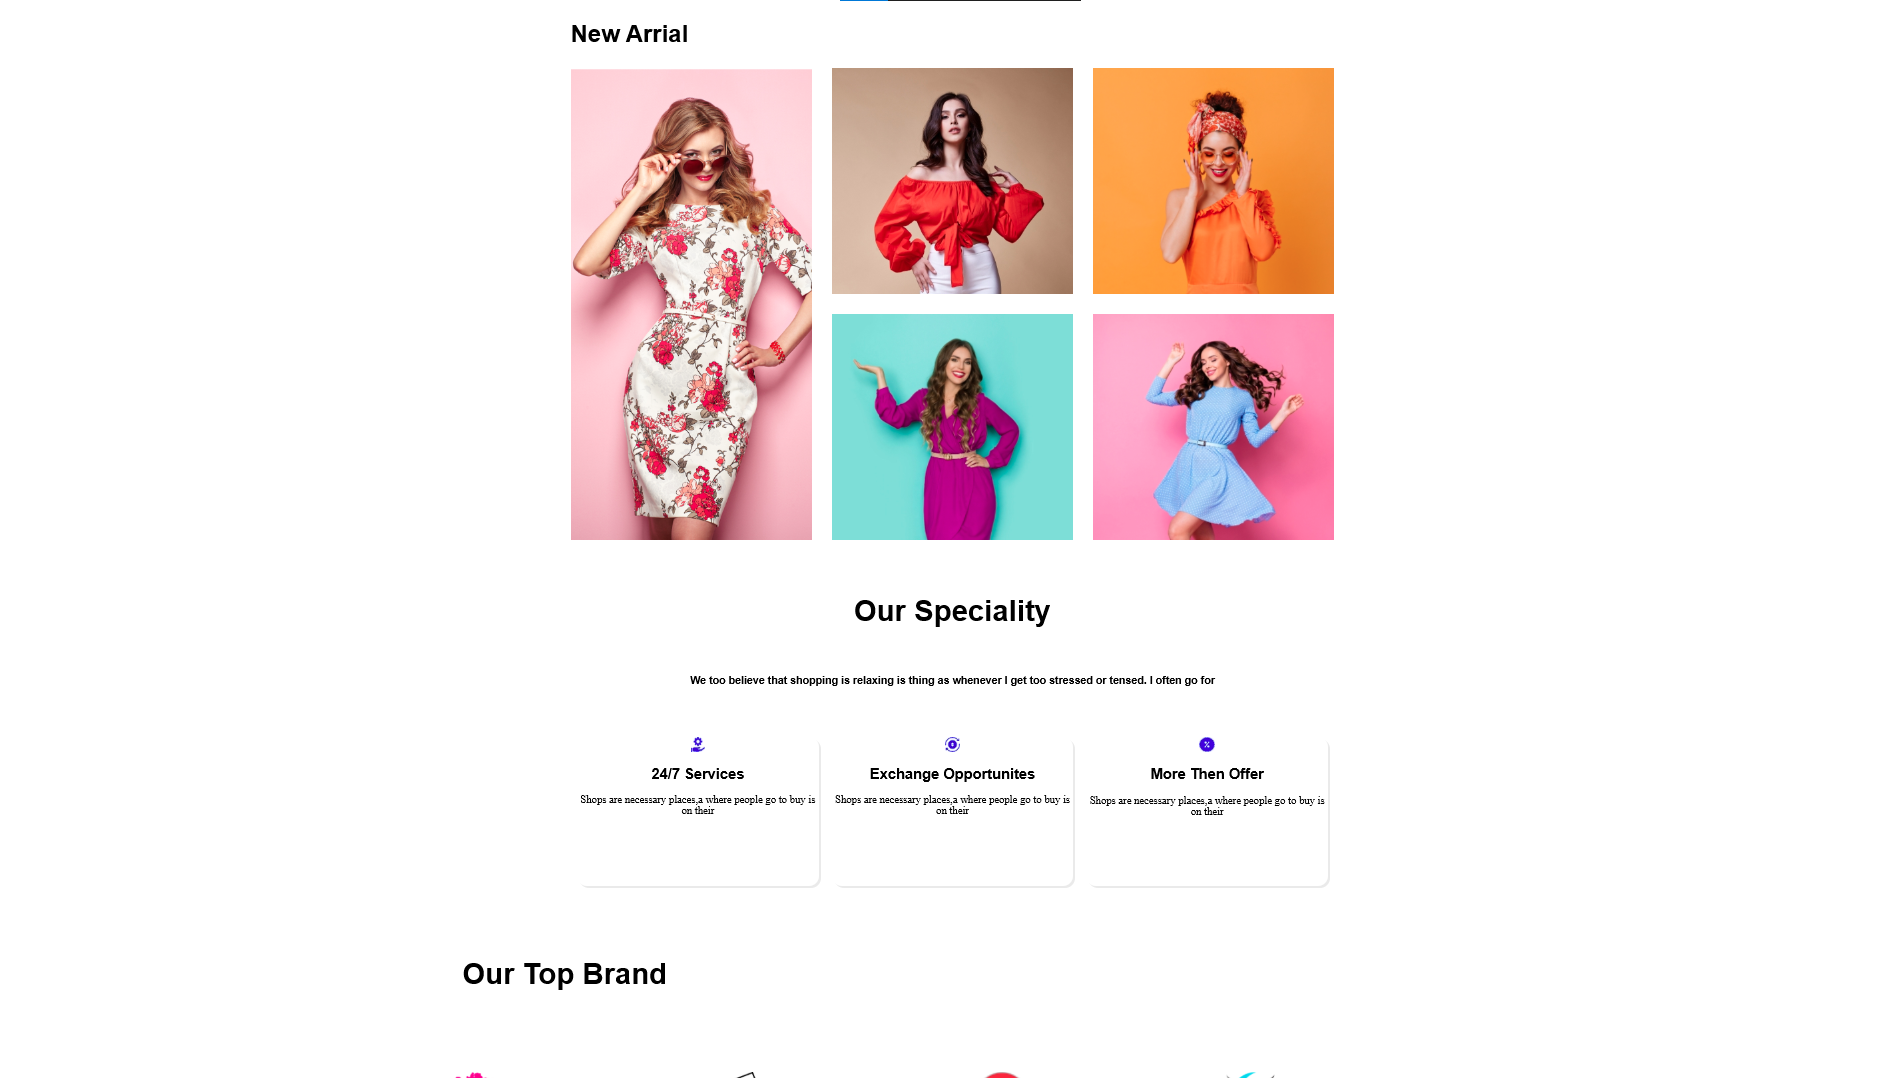 New Arrial
Our Speciality
We too believe that shopping is relaxing is thing as whenever I get too stressed or tensed. I often go for
24/7 Services
Shops are necessary places,a where people go to buy is
on their
Exchange Opportunites
Shops are necessary places,a where people go to buy is
on their
More Then Offer
Shops are necessary places,a where people go to buy is
on their
Our Top Brand